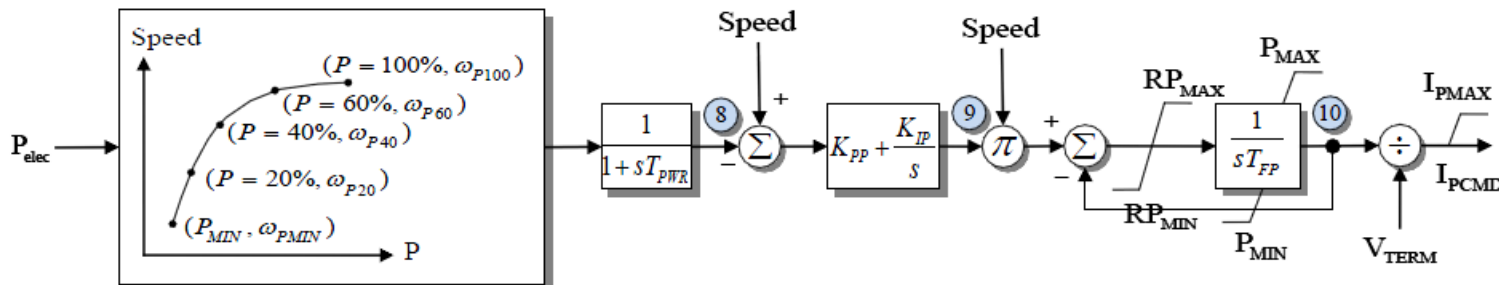 Speed
(P = 100%, ω_P100)
(P = 60%, ω_P60)
(P = 40%, ω_P40)
(P = 20%, ω_P20)
(P_MIN, ω_PMIN)
P
P_elec
1
1 + sT_PWR
8
Speed
+
−
Σ
K_PP + K_IP
s
9
Speed
π
+
−
Σ
RP_MAX
RP_MIN
P_MAX
1
sT_FP
P_MIN
10
÷
V_TERM
I_PMAX
I_PCMD